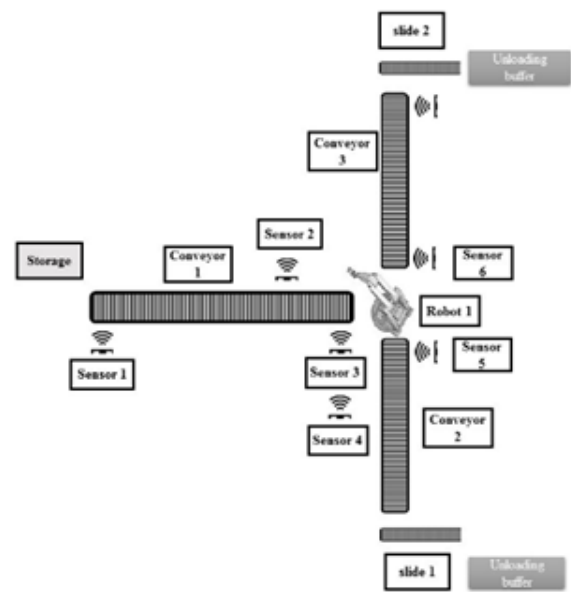 slide 2
Unloading
buffer
Conveyor
3
Sensor 2
Storage
Conveyor
1
Sensor
6
Robot 1
Sensor 1
Sensor 3
Sensor
5
Sensor 4
Conveyor
2
slide 1
Unloading
buffer